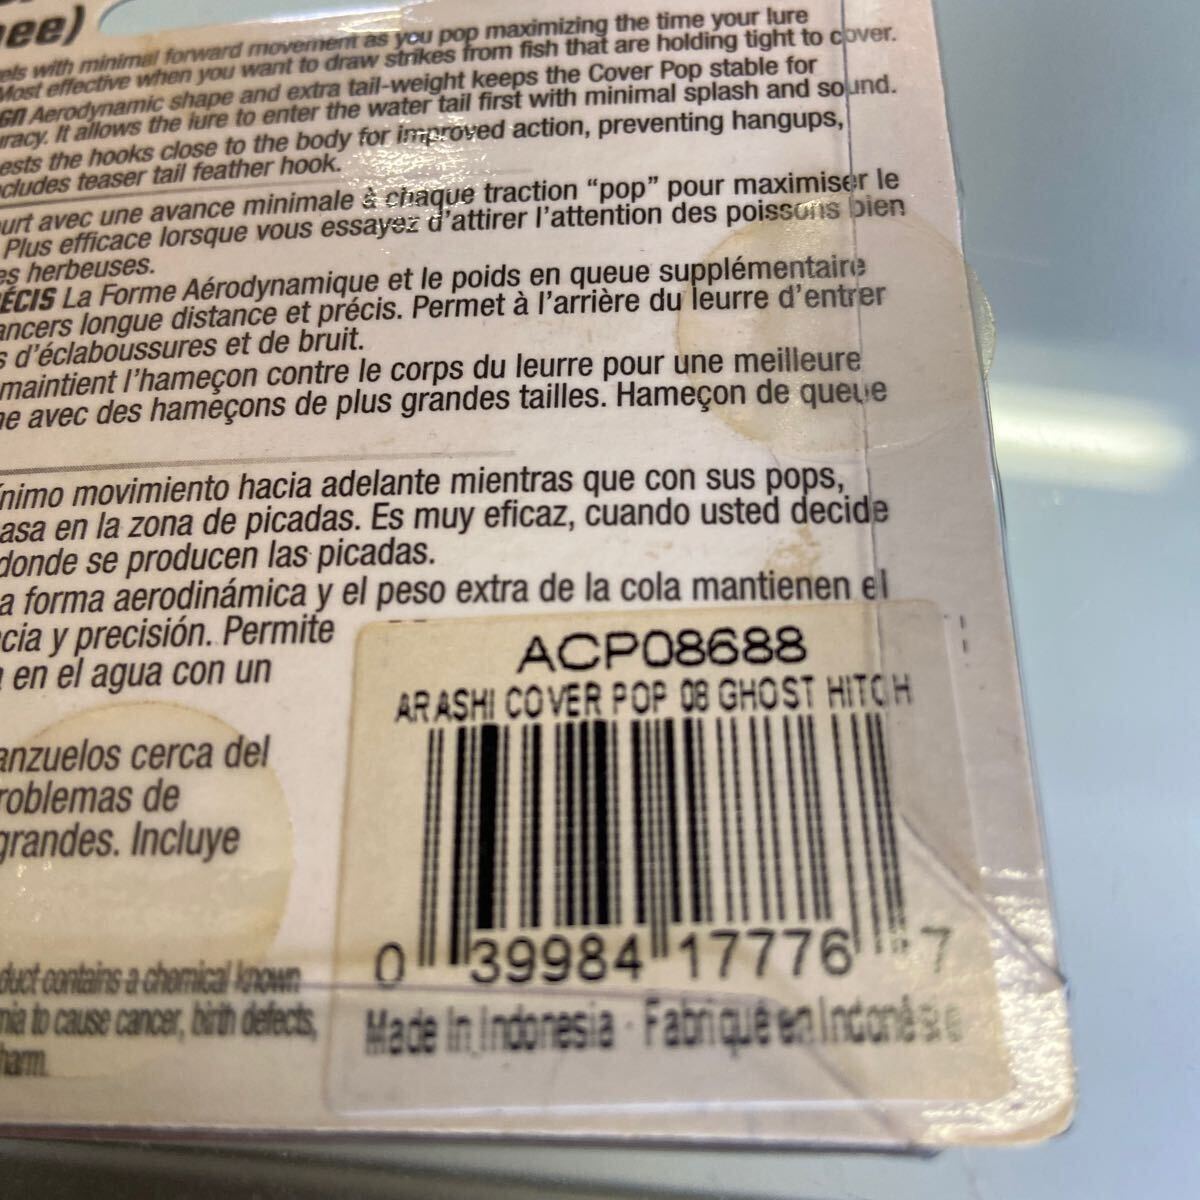 ee)
els with minimal forward movement as you pop maximizing the time your lure
Most effective when you want to draw strikes from fish that are holding tight to cover.
GN Aerodynamic shape and extra tail-weight keeps the Cover Pop stable for
uracy. It allows the lure to enter the water tail first with minimal splash and sound.
ests the hooks close to the body for improved action, preventing hangups,
cludes teaser tail feather hook.
urt avec une avance minimale à chaque traction “pop” pour maximiser le
Plus efficace lorsque vous essayez d’attirer l’attention des poissons bien
es herbeuses.
ÉCIS La Forme Aérodynamique et le poids en queue supplémentaire
ancers longue distance et précis. Permet à l’arrière du leurre d’entrer
s d’éclaboussures et de bruit.
maintient l’hameçon contre le corps du leurre pour une meilleure
e avec des hameçons de plus grandes tailles. Hameçon de queue
ínimo movimiento hacia adelante mientras que con sus pops,
asa en la zona de picadas. Es muy eficaz, cuando usted decide
donde se producen las picadas.
a forma aerodinámica y el peso extra de la cola mantienen el
cia y precisión. Permite
en el agua con un
anzuelos cerca del
roblemas de
grandes. Incluye
duct contains a chemical known
nia to cause cancer, birth defects,
harm.
ACP08688
ARASHI COVER POP 08 GHOST HITCH
0 39984 17776 7
Made In Indonesia · Fabriqué en Indonésie